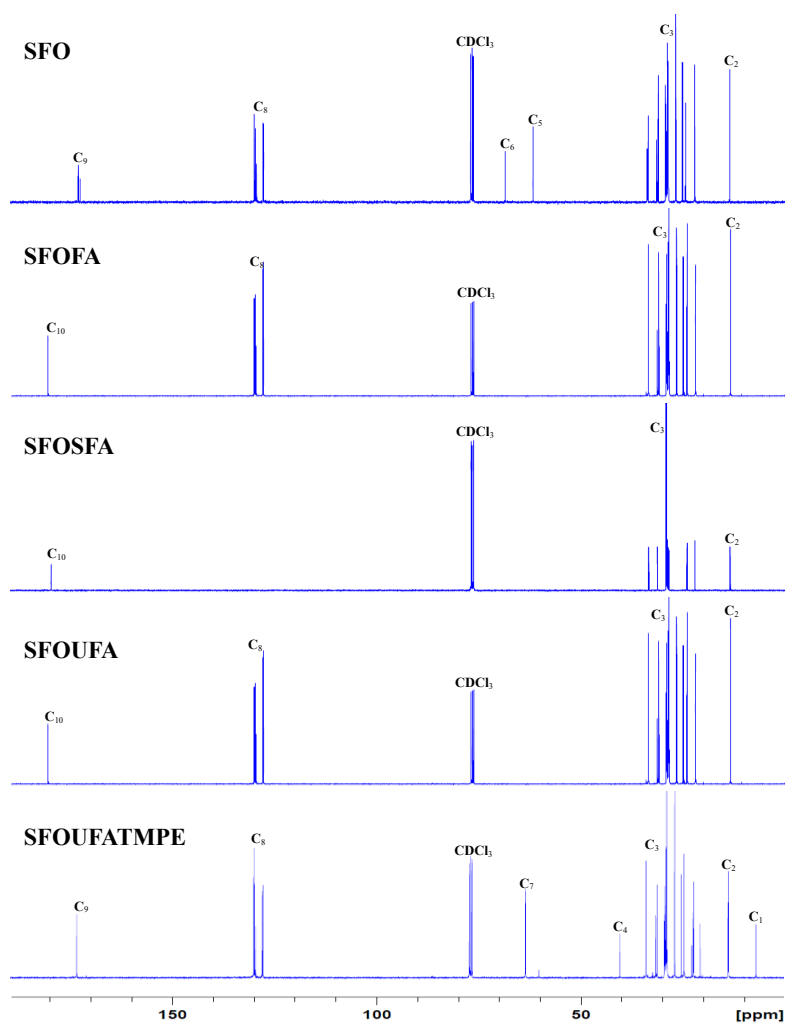 SFO
C9
C8
CDCl3
C6
C5
C3
C2
SFOFA
C10
C8
CDCl3
C3
C2
SFOSFA
C10
CDCl3
C3
C2
SFOUFA
C10
C8
CDCl3
C3
C2
SFOUFATMPE
C9
C8
CDCl3
C7
C4
C3
C2
C1
150 100 50 [ppm]